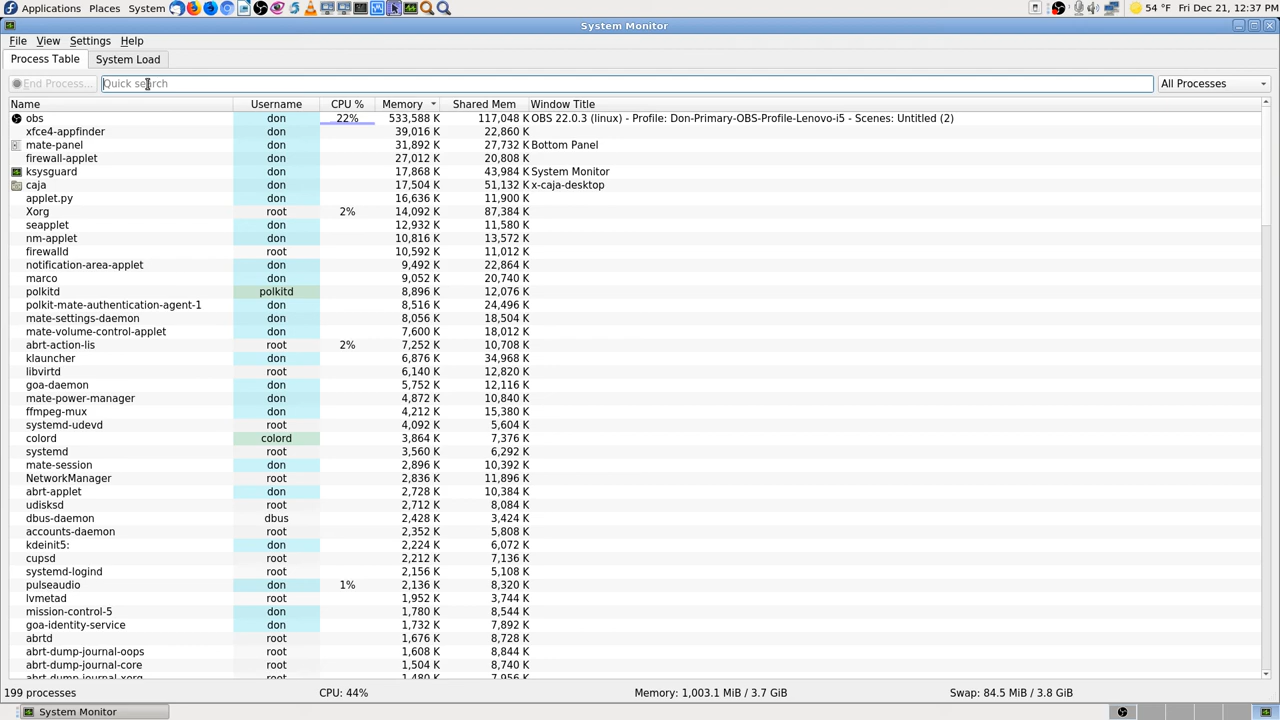 Applications Places System 54 °F Fri Dec 21, 12:37 PM
System Monitor
File View Settings Help
Process Table System Load
End Process... Quick search All Processes
Name Username CPU % Memory Shared Mem Window Title
obs don 22% 533,588 K 117,048 K OBS 22.0.3 (linux) - Profile: Don-Primary-OBS-Profile-Lenovo-i5 - Scenes: Untitled (2)
xfce4-appfinder don 39,016 K 22,860 K
mate-panel don 31,892 K 27,732 K Bottom Panel
firewall-applet don 27,012 K 20,808 K
ksysguard don 17,868 K 43,984 K System Monitor
caja don 17,504 K 51,132 K x-caja-desktop
applet.py don 16,636 K 11,900 K
Xorg root 2% 14,092 K 87,384 K
seapplet don 12,932 K 11,580 K
nm-applet don 10,816 K 13,572 K
firewalld root 10,592 K 11,012 K
notification-area-applet don 9,492 K 22,864 K
marco don 9,052 K 20,740 K
polkitd polkitd 8,896 K 12,076 K
polkit-mate-authentication-agent-1 don 8,516 K 24,496 K
mate-settings-daemon don 8,056 K 18,504 K
mate-volume-control-applet don 7,600 K 18,012 K
abrt-action-lis root 2% 7,252 K 10,708 K
klauncher don 6,876 K 34,968 K
libvirtd root 6,140 K 12,820 K
goa-daemon don 5,752 K 12,116 K
mate-power-manager don 4,872 K 10,840 K
ffmpeg-mux don 4,212 K 15,380 K
systemd-udevd root 4,092 K 5,604 K
colord colord 3,864 K 7,376 K
systemd root 3,560 K 6,292 K
mate-session don 2,896 K 10,392 K
NetworkManager root 2,836 K 11,896 K
abrt-applet don 2,728 K 10,384 K
udisksd root 2,712 K 8,084 K
dbus-daemon dbus 2,428 K 3,424 K
accounts-daemon root 2,352 K 5,808 K
kdeinit5: don 2,224 K 6,072 K
cupsd root 2,212 K 7,136 K
systemd-logind root 2,156 K 5,108 K
pulseaudio don 1% 2,136 K 8,320 K
lvmetad root 1,952 K 3,744 K
mission-control-5 don 1,780 K 8,544 K
goa-identity-service don 1,732 K 7,892 K
abrtd root 1,676 K 8,728 K
abrt-dump-journal-oops root 1,608 K 8,844 K
abrt-dump-journal-core root 1,504 K 8,740 K
abrt-dump-journal-xorg root 1,480 K 7,956 K
199 processes CPU: 44% Memory: 1,003.1 MiB / 3.7 GiB Swap: 84.5 MiB / 3.8 GiB
System Monitor